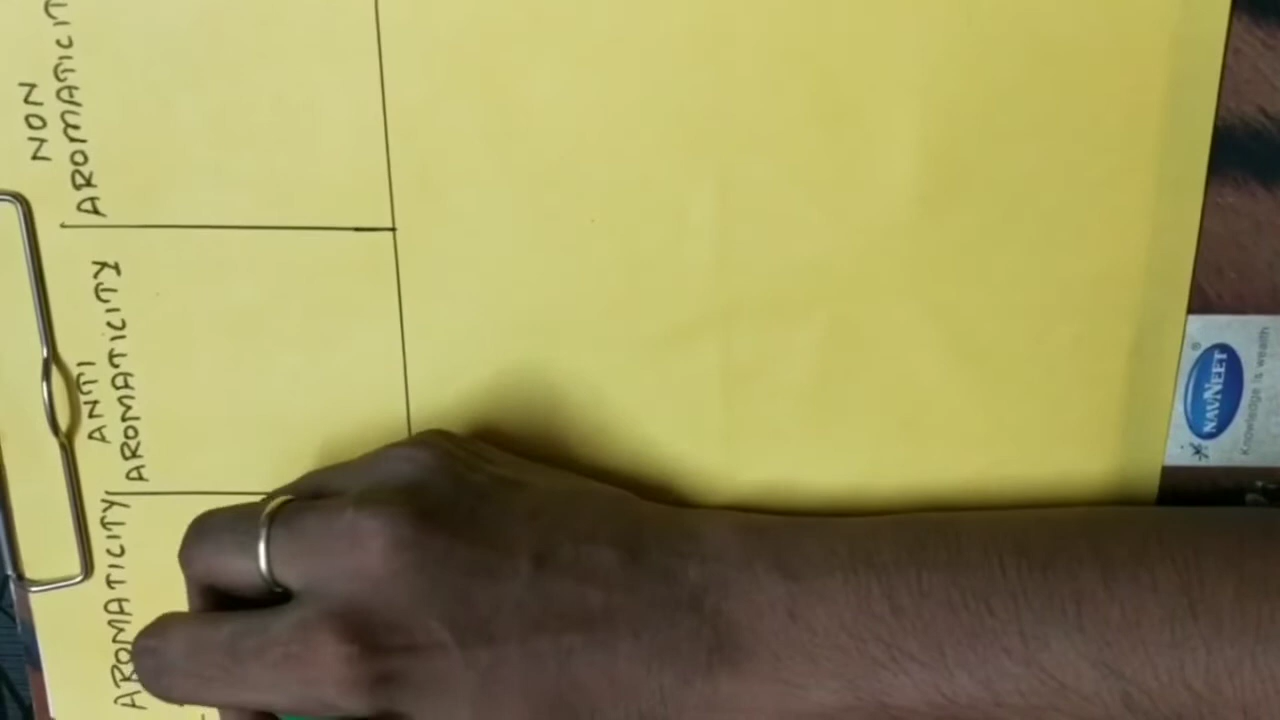 AROMATICITY
ANTI
AROMATICITY
NON
AROMATICIT
NAVNEET
®
Knowledge is wealth